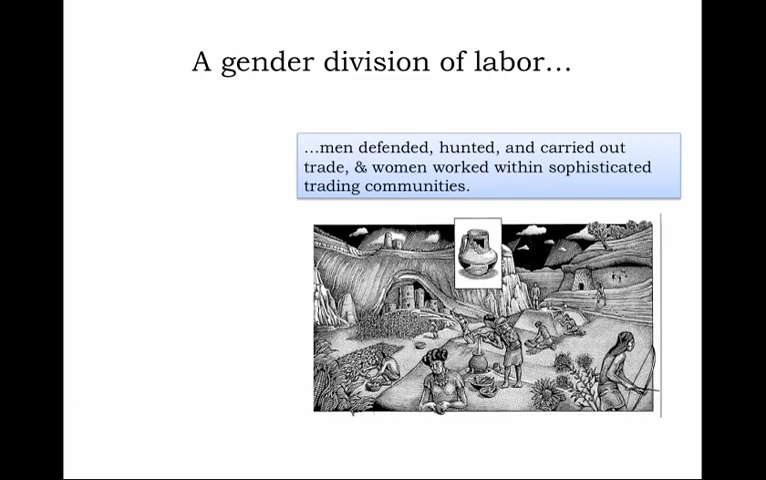 A gender division of labor…
…men defended, hunted, and carried out
trade, & women worked within sophisticated
trading communities.